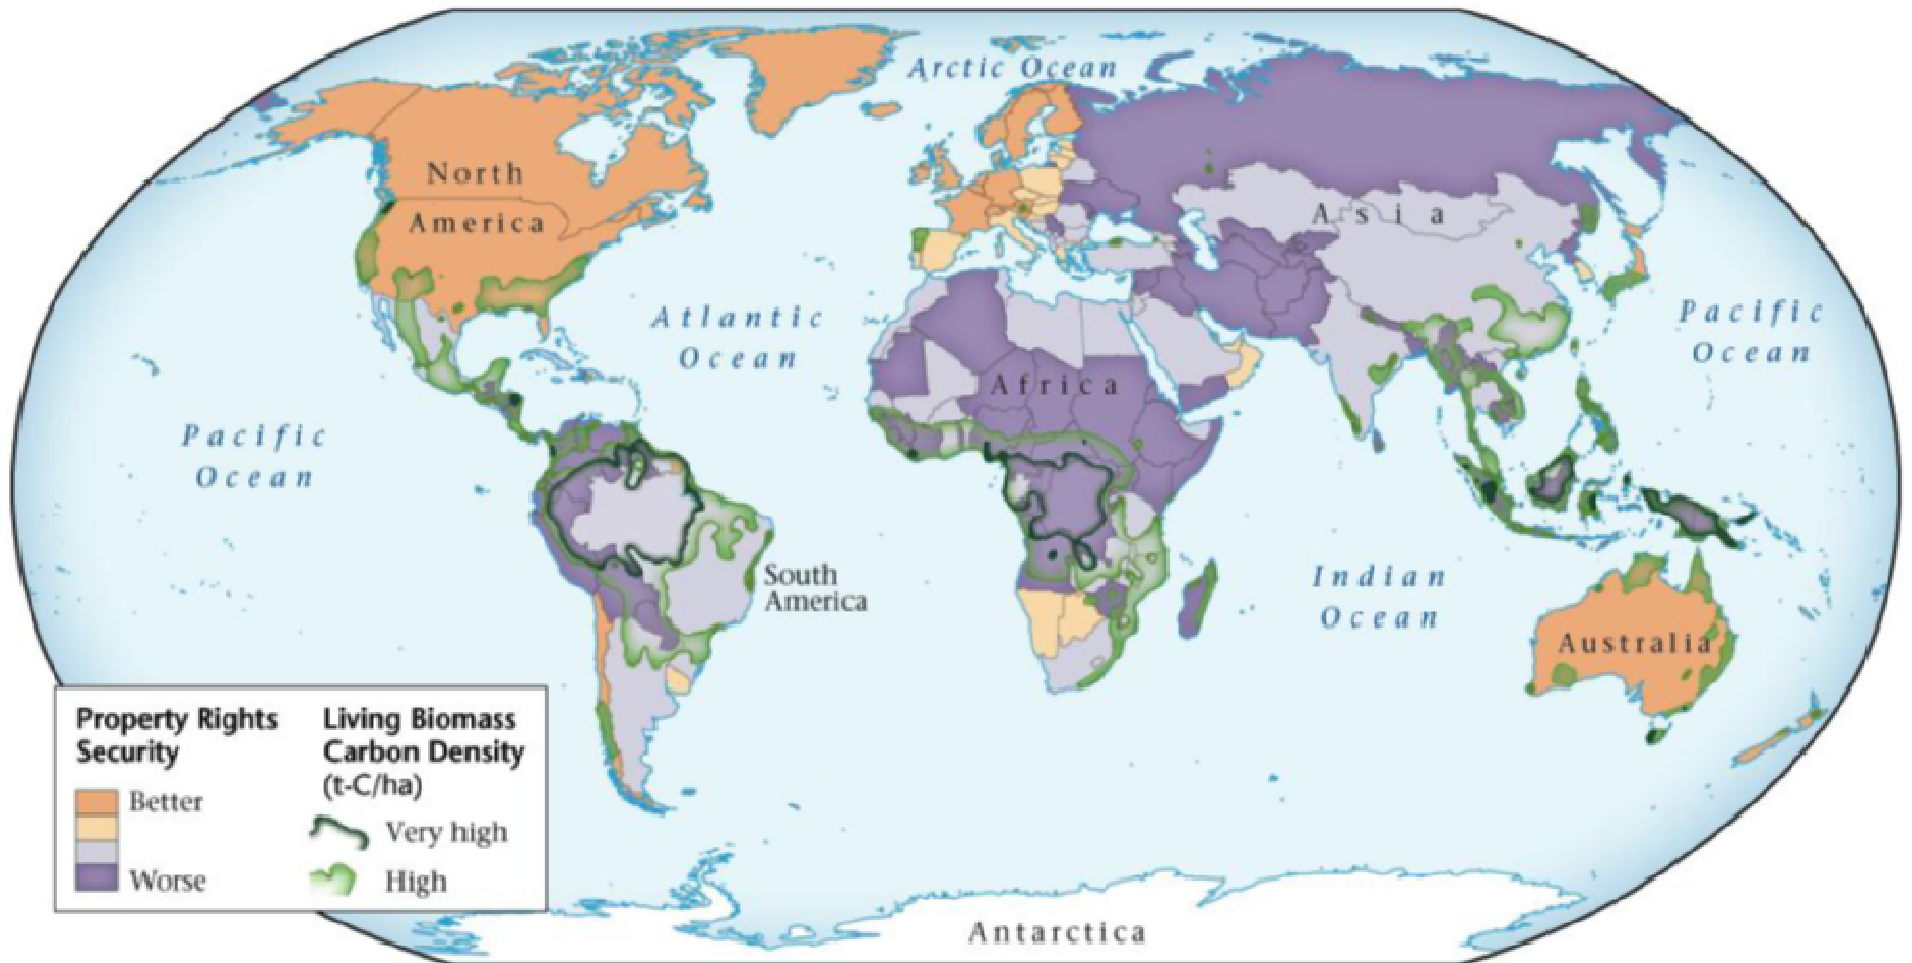 Arctic Ocean
North
America
Asia
Atlantic
Ocean
Pacific
Ocean
Africa
Pacific
Ocean
South
America
Indian
Ocean
Australia
Property Rights
Security
Better
Worse
Living Biomass
Carbon Density
(t-C/ha)
Very high
High
Antarctica